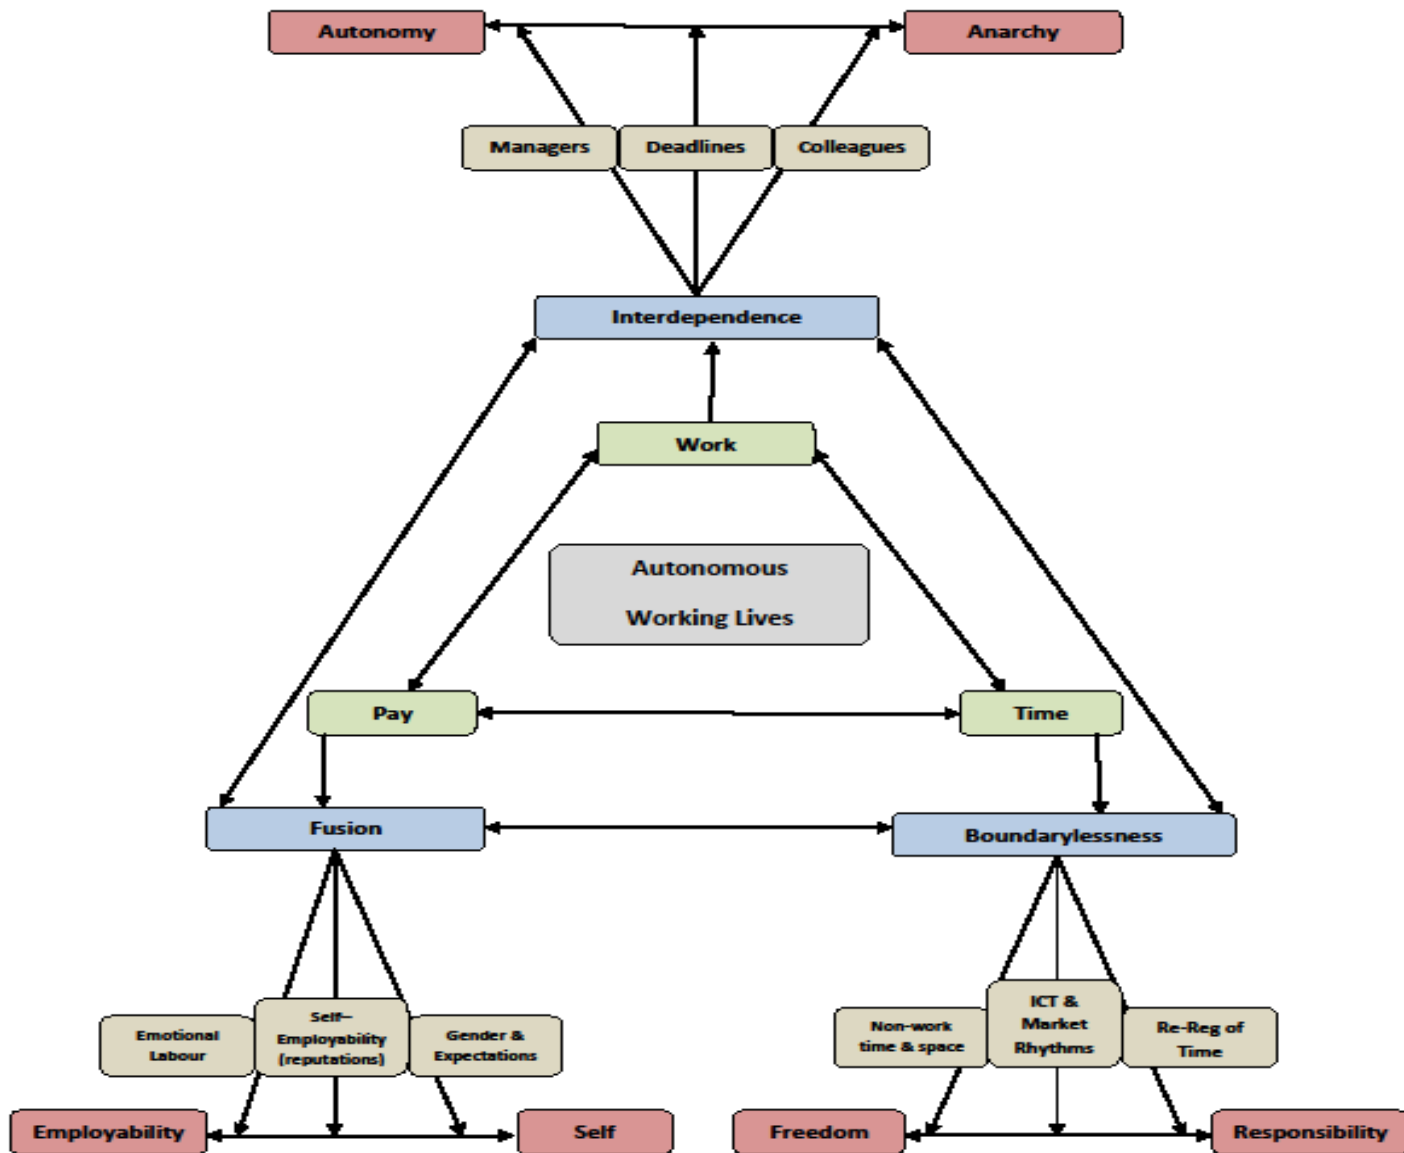 Autonomy
Anarchy
Managers
Deadlines
Colleagues
Interdependence
Work
Autonomous
Working Lives
Pay
Time
Fusion
Boundarylessness
Emotional
Labour
Self–
Employability
(reputations)
Gender &
Expectations
Non-work
time & space
ICT &
Market
Rhythms
Re-Reg of
Time
Employability
Self
Freedom
Responsibility